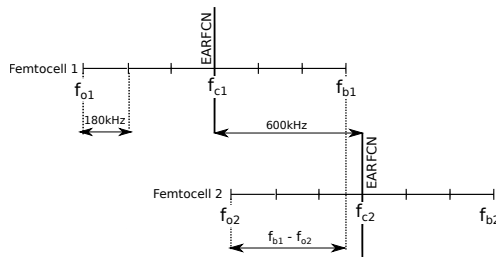 EARFCN
Femtocell 1
f_o1
f_c1
f_b1
180kHz
600kHz
EARFCN
Femtocell 2
f_o2
f_c2
f_b2
f_b1 - f_o2